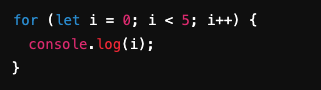 for (let i = 0; i < 5; i++) {
  console.log(i);
}